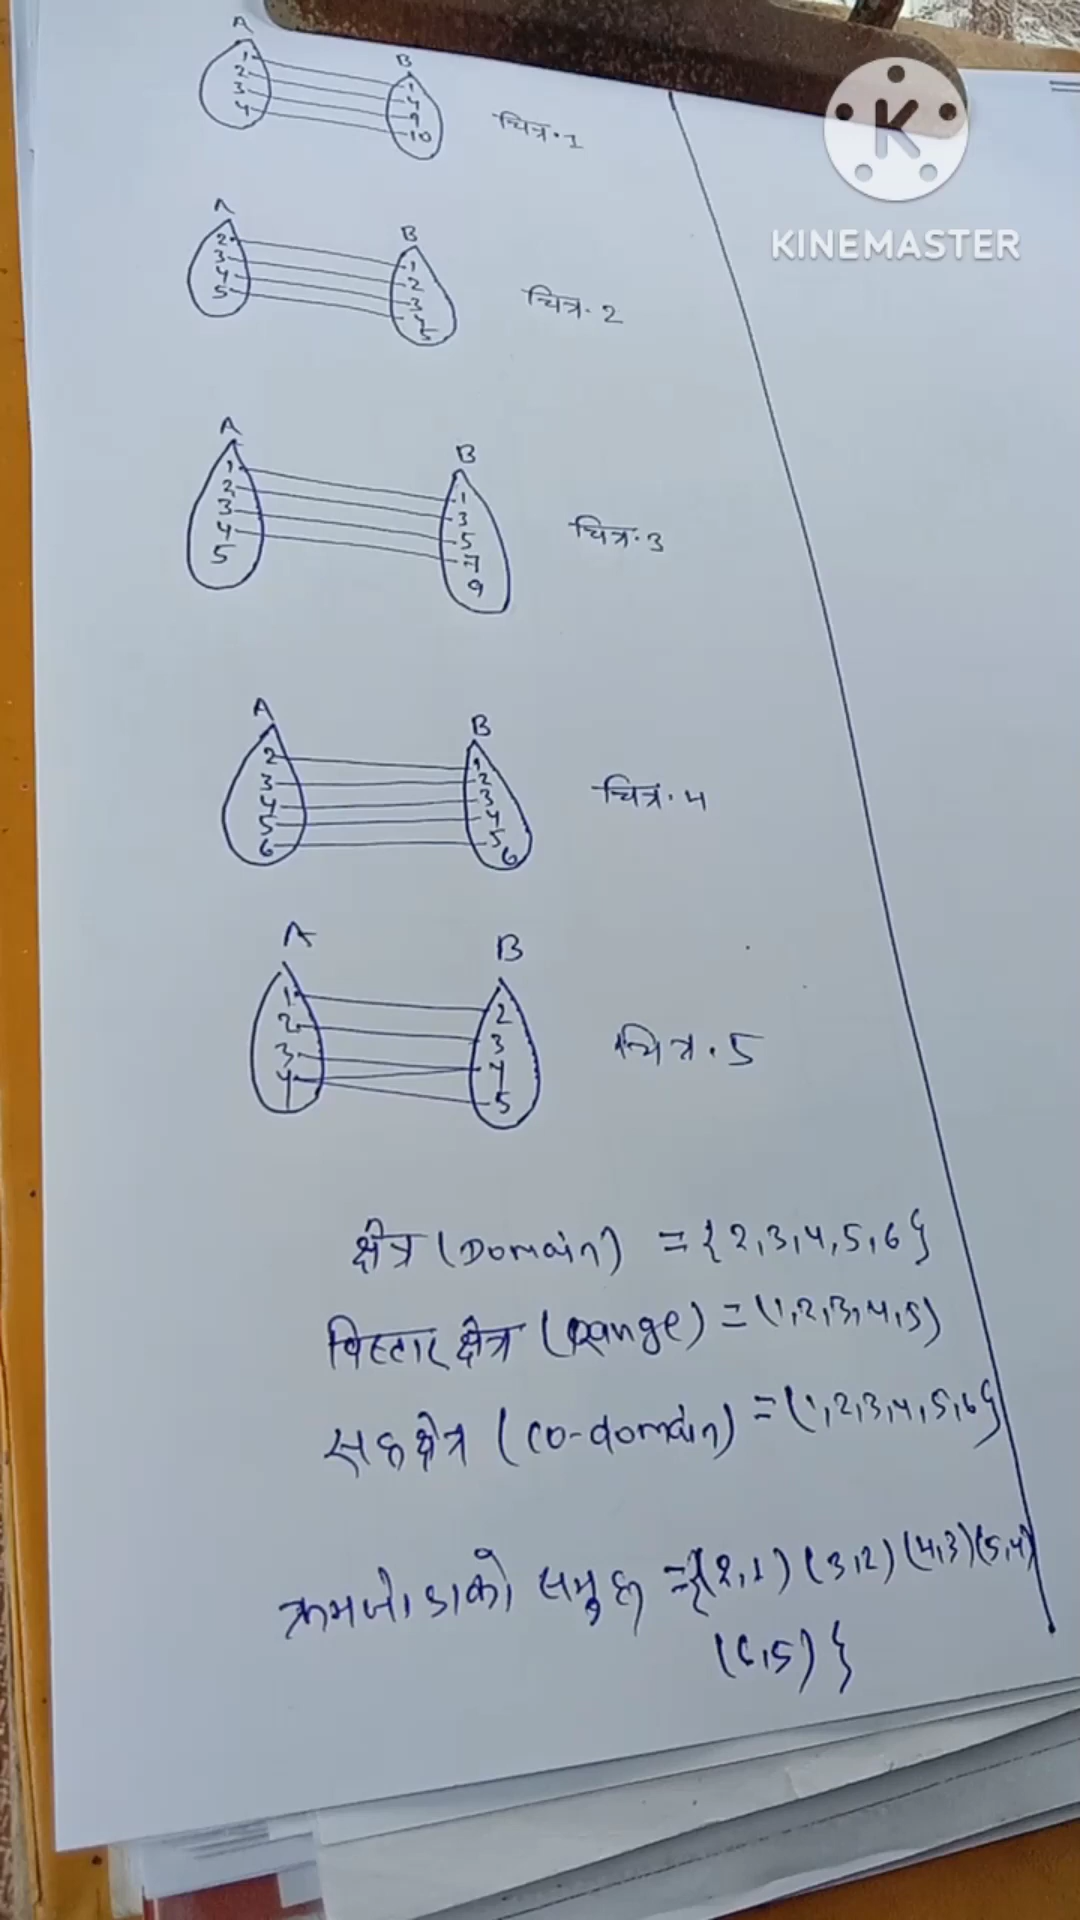 A
B
1
2
3
4
1
4
9
10
चित्र.1
KINEMASTER
A
B
2
3
4
5
1
2
3
4
5
चित्र.2
A
B
1
2
3
4
5
1
3
5
7
9
चित्र.3
A
B
2
3
4
5
6
1
2
3
4
5
6
चित्र.4
A
B
1
2
3
4
2
3
4
5
चित्र.5
क्षेत्र (Domain) = {2,3,4,5,6}
विस्तार क्षेत्र (Range) = (1,2,3,4,5)
सहक्षेत्र (co-domain) = {1,2,3,4,5,6}
क्रमजोडाको समुह = {(2,1) (3,2) (4,3) (5,4)
(6,5) }